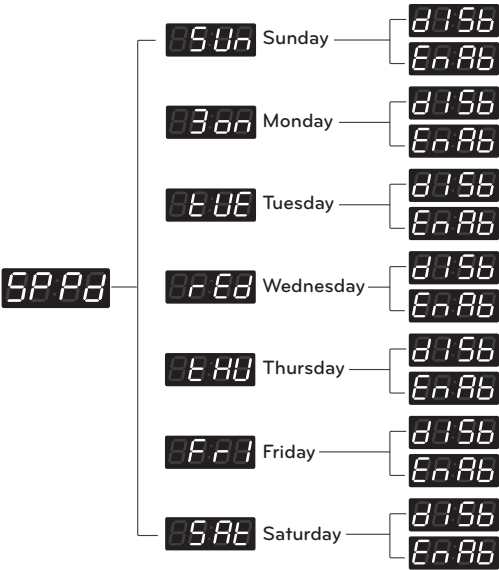 dISb
SUn Sunday
EnAb
dISb
3on Monday
EnAb
dISb
tUE Tuesday
EnAb
dISb
SPPd
rEd Wednesday
EnAb
dISb
tHU Thursday
EnAb
dISb
FrI Friday
EnAb
dISb
SAt Saturday
EnAb